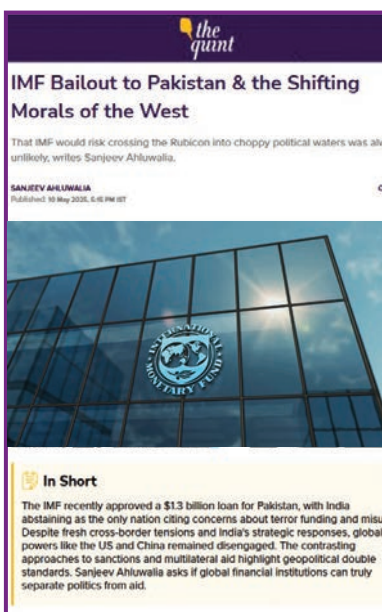 the
quint
IMF Bailout to Pakistan & the Shifting
Morals of the West
That IMF would risk crossing the Rubicon into choppy political waters was
unlikely, writes Sanjeev Ahluwalia.
SANJEEV AHLUWALIA
Published: 10 May 2025, 6:15 PM IST
INTERNATIONAL
MONETARY FUND
In Short
The IMF recently approved a $1.3 billion loan for Pakistan, with India
abstaining as the only nation citing concerns about terror funding and
Despite fresh cross-border tensions and India's strategic responses, global
powers like the US and China remained disengaged. The contrasting
approaches to sanctions and multilateral aid highlight geopolitical double
standards. Sanjeev Ahluwalia asks if global financial institutions can truly
separate politics from aid.